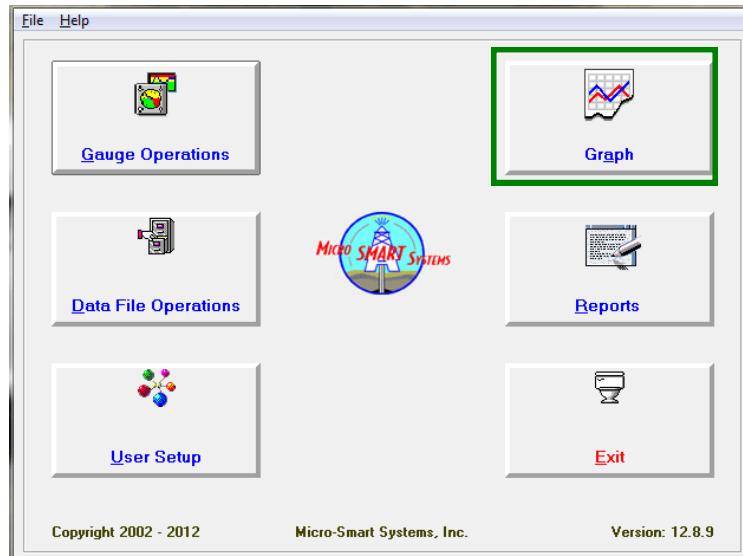 File Help
Gauge Operations
Graph
Micro SMART Systems
Data File Operations
Reports
User Setup
Exit
Copyright 2002 - 2012 Micro-Smart Systems, Inc. Version: 12.8.9